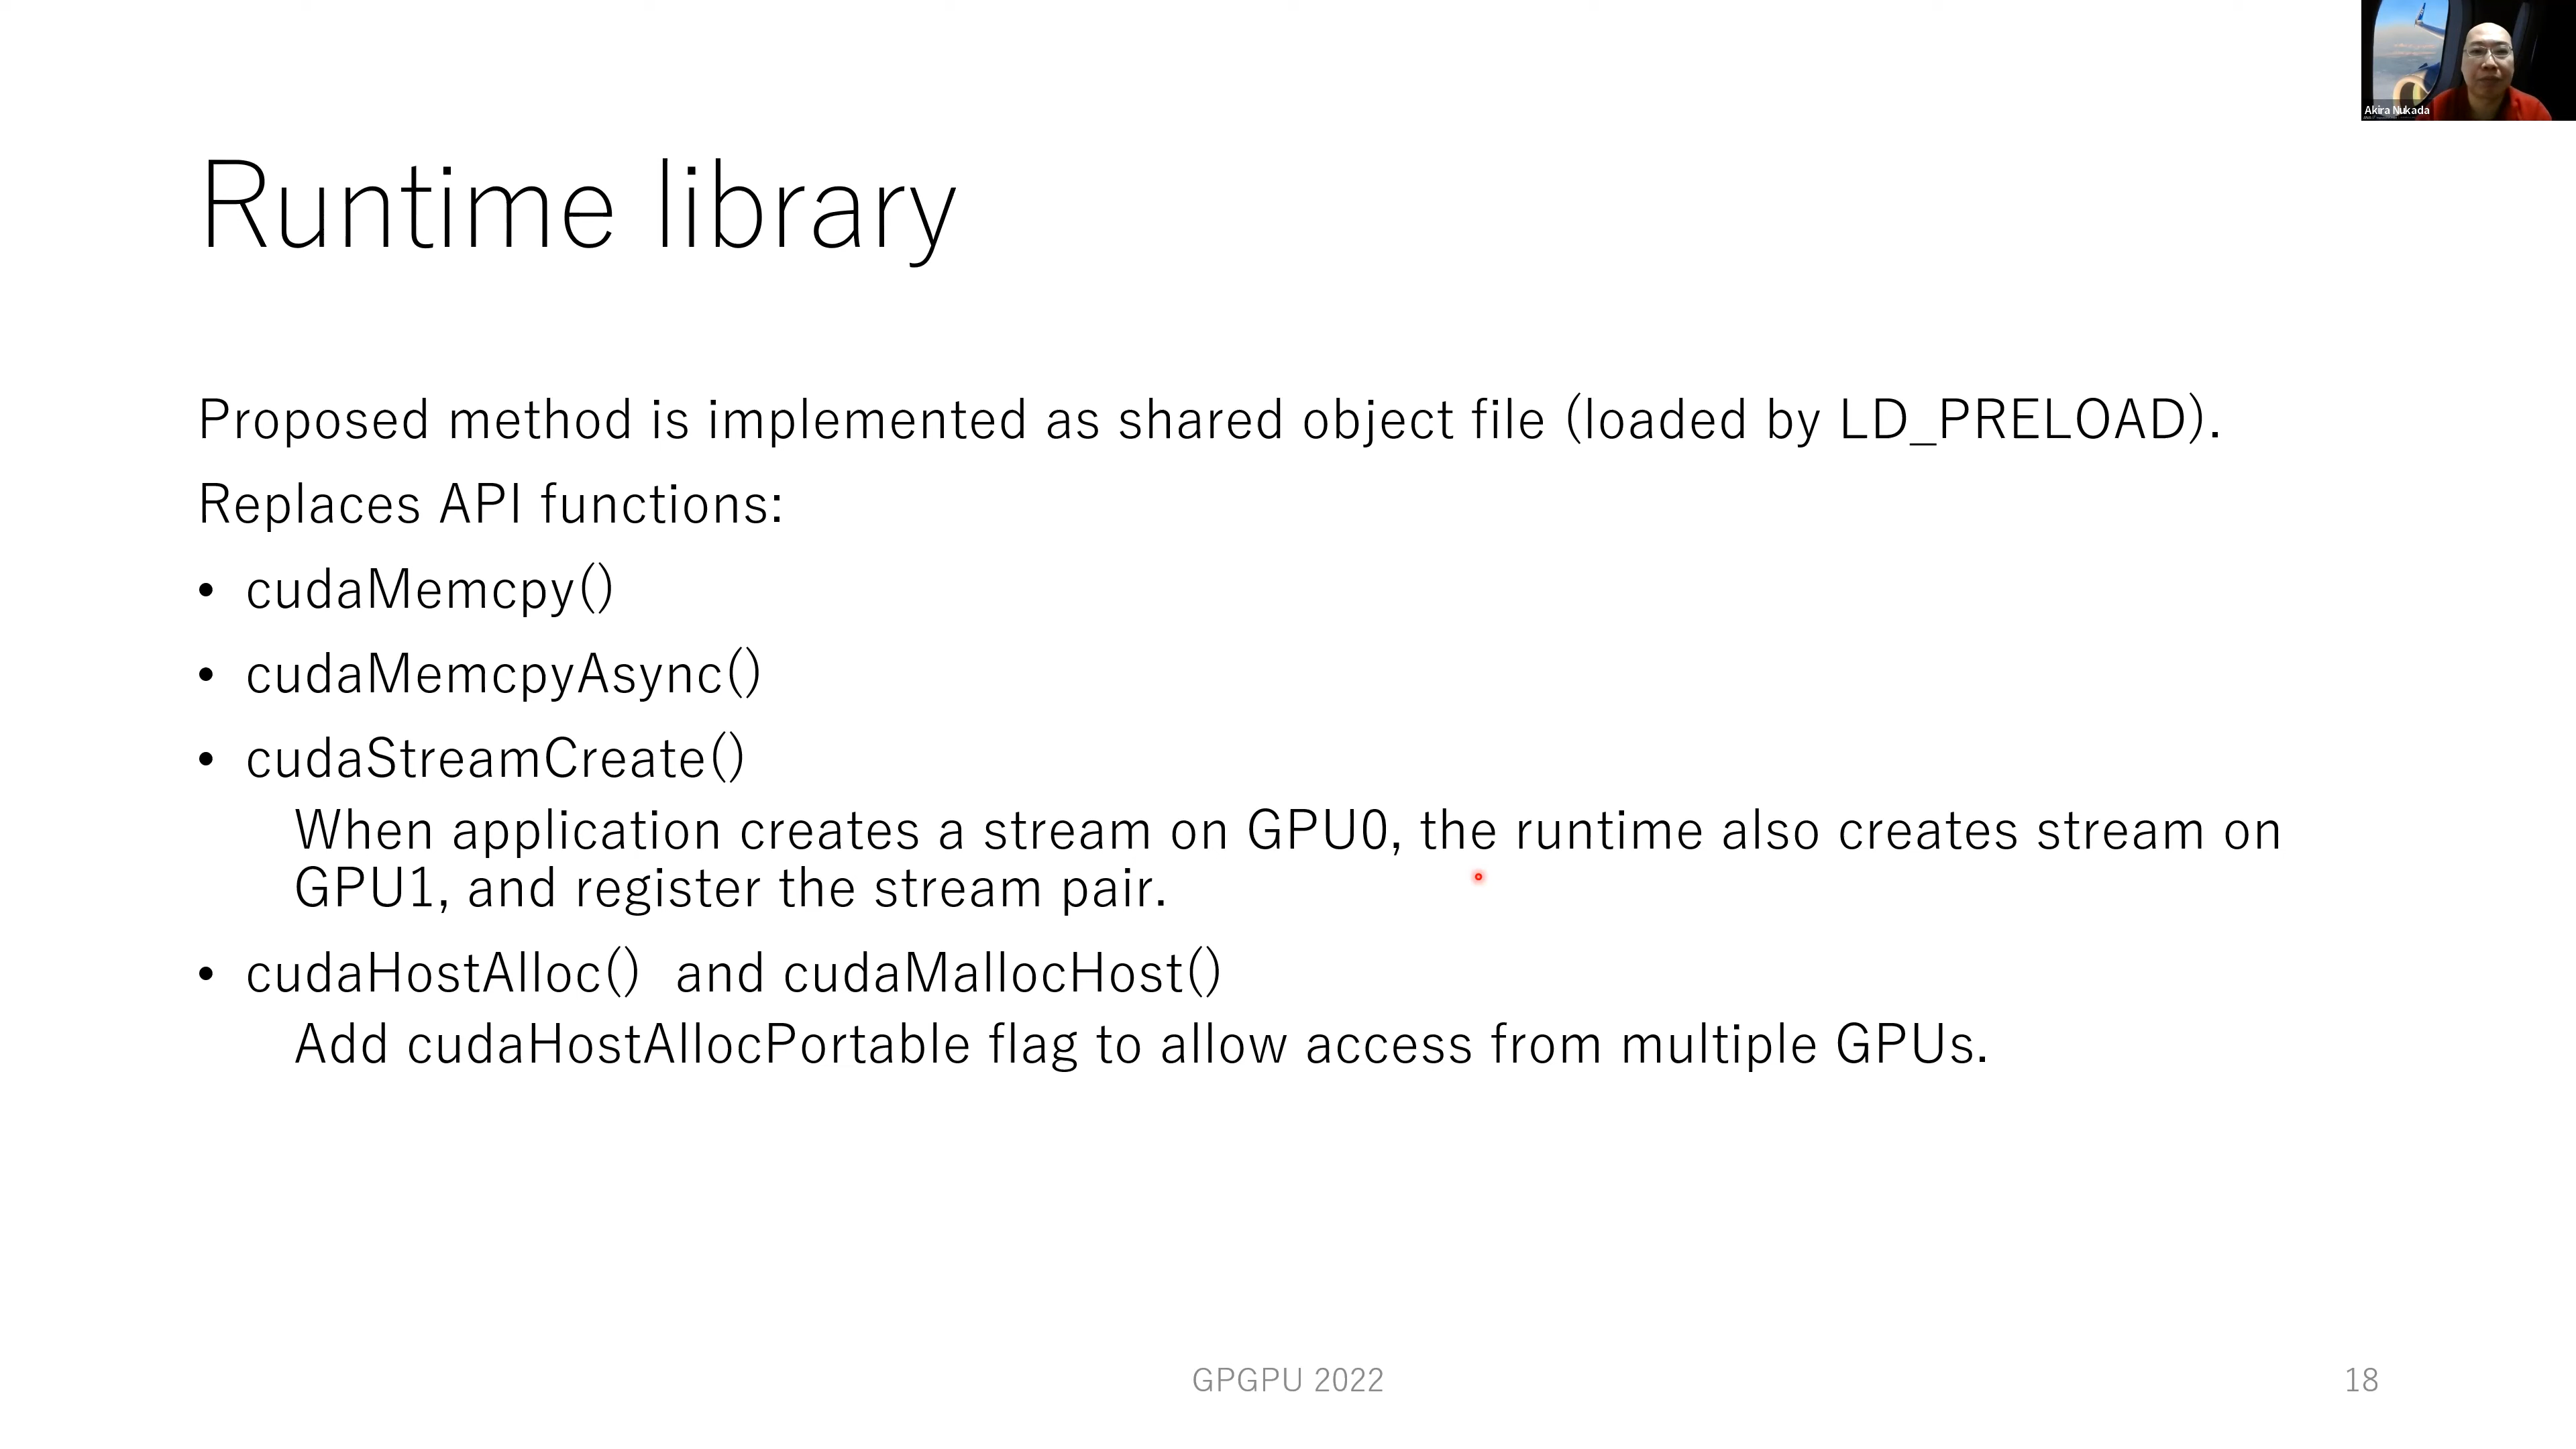 Akira Nukada
Runtime library
Proposed method is implemented as shared object file (loaded by LD_PRELOAD).
Replaces API functions:
• cudaMemcpy()
• cudaMemcpyAsync()
• cudaStreamCreate()
When application creates a stream on GPU0, the runtime also creates stream on
GPU1, and register the stream pair.
• cudaHostAlloc() and cudaMallocHost()
Add cudaHostAllocPortable flag to allow access from multiple GPUs.
GPGPU 2022
18